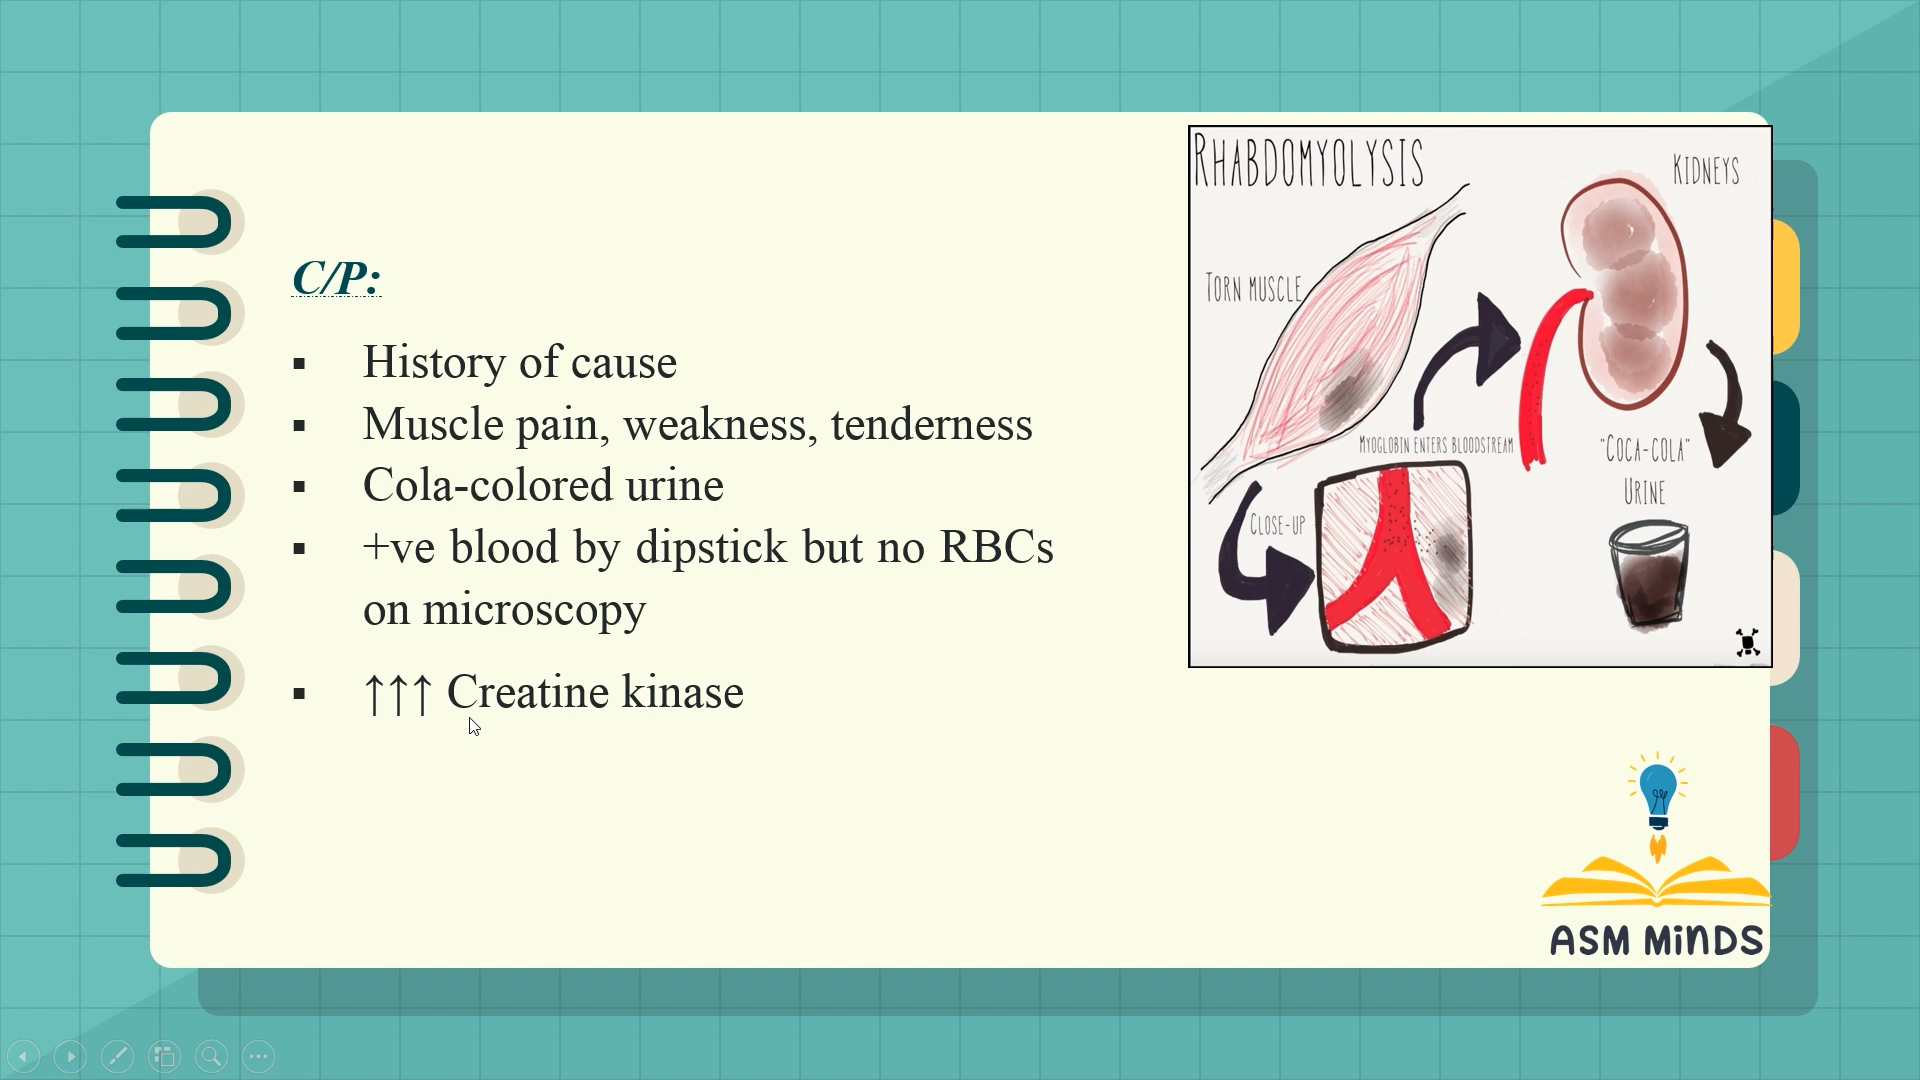 C/P:
▪ History of cause
▪ Muscle pain, weakness, tenderness
▪ Cola-colored urine
▪ +ve blood by dipstick but no RBCs
on microscopy
▪ ↑↑↑ Creatine kinase
RHABDOMYOLYSIS
KIDNEYS
TORN MUSCLE
MYOGLOBIN ENTERS BLOODSTREAM
"COCA-COLA"
URINE
CLOSE-UP
ASM MiNDS